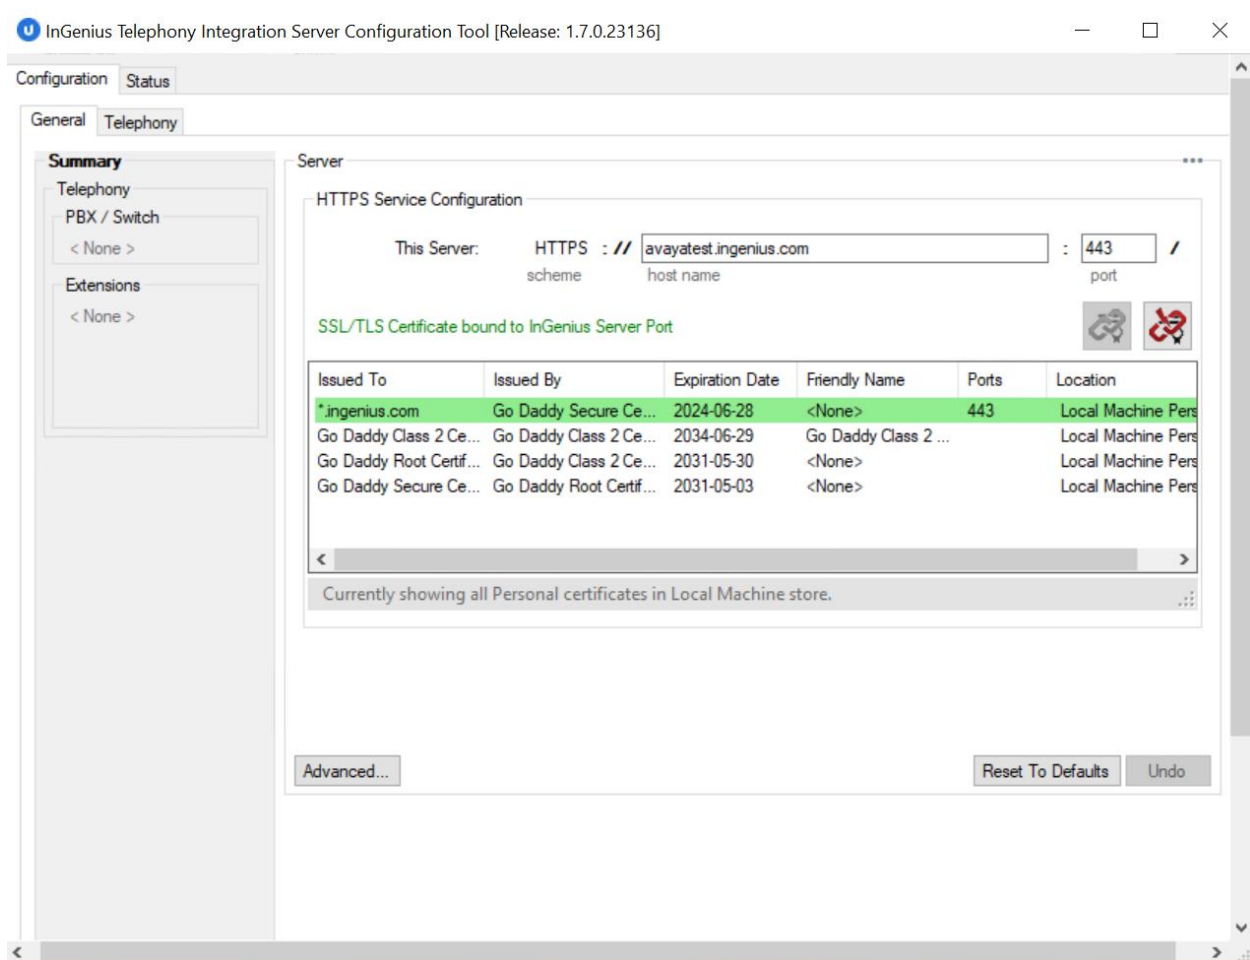 InGenius Telephony Integration Server Configuration Tool [Release: 1.7.0.23136]
Configuration Status
General Telephony
Summary
Telephony
PBX / Switch
< None >
Extensions
< None >
Server
HTTPS Service Configuration
This Server: HTTPS :// avayatest.ingenius.com : 443 /
scheme host name port
SSL/TLS Certificate bound to InGenius Server Port
Issued To Issued By Expiration Date Friendly Name Ports Location
*.ingenius.com Go Daddy Secure Ce... 2024-06-28 <None> 443 Local Machine Pers
Go Daddy Class 2 Ce... Go Daddy Class 2 Ce... 2034-06-29 Go Daddy Class 2 ... Local Machine Pers
Go Daddy Root Certif... Go Daddy Class 2 Ce... 2031-05-30 <None> Local Machine Pers
Go Daddy Secure Ce... Go Daddy Root Certif... 2031-05-03 <None> Local Machine Pers
Currently showing all Personal certificates in Local Machine store.
Advanced... Reset To Defaults Undo